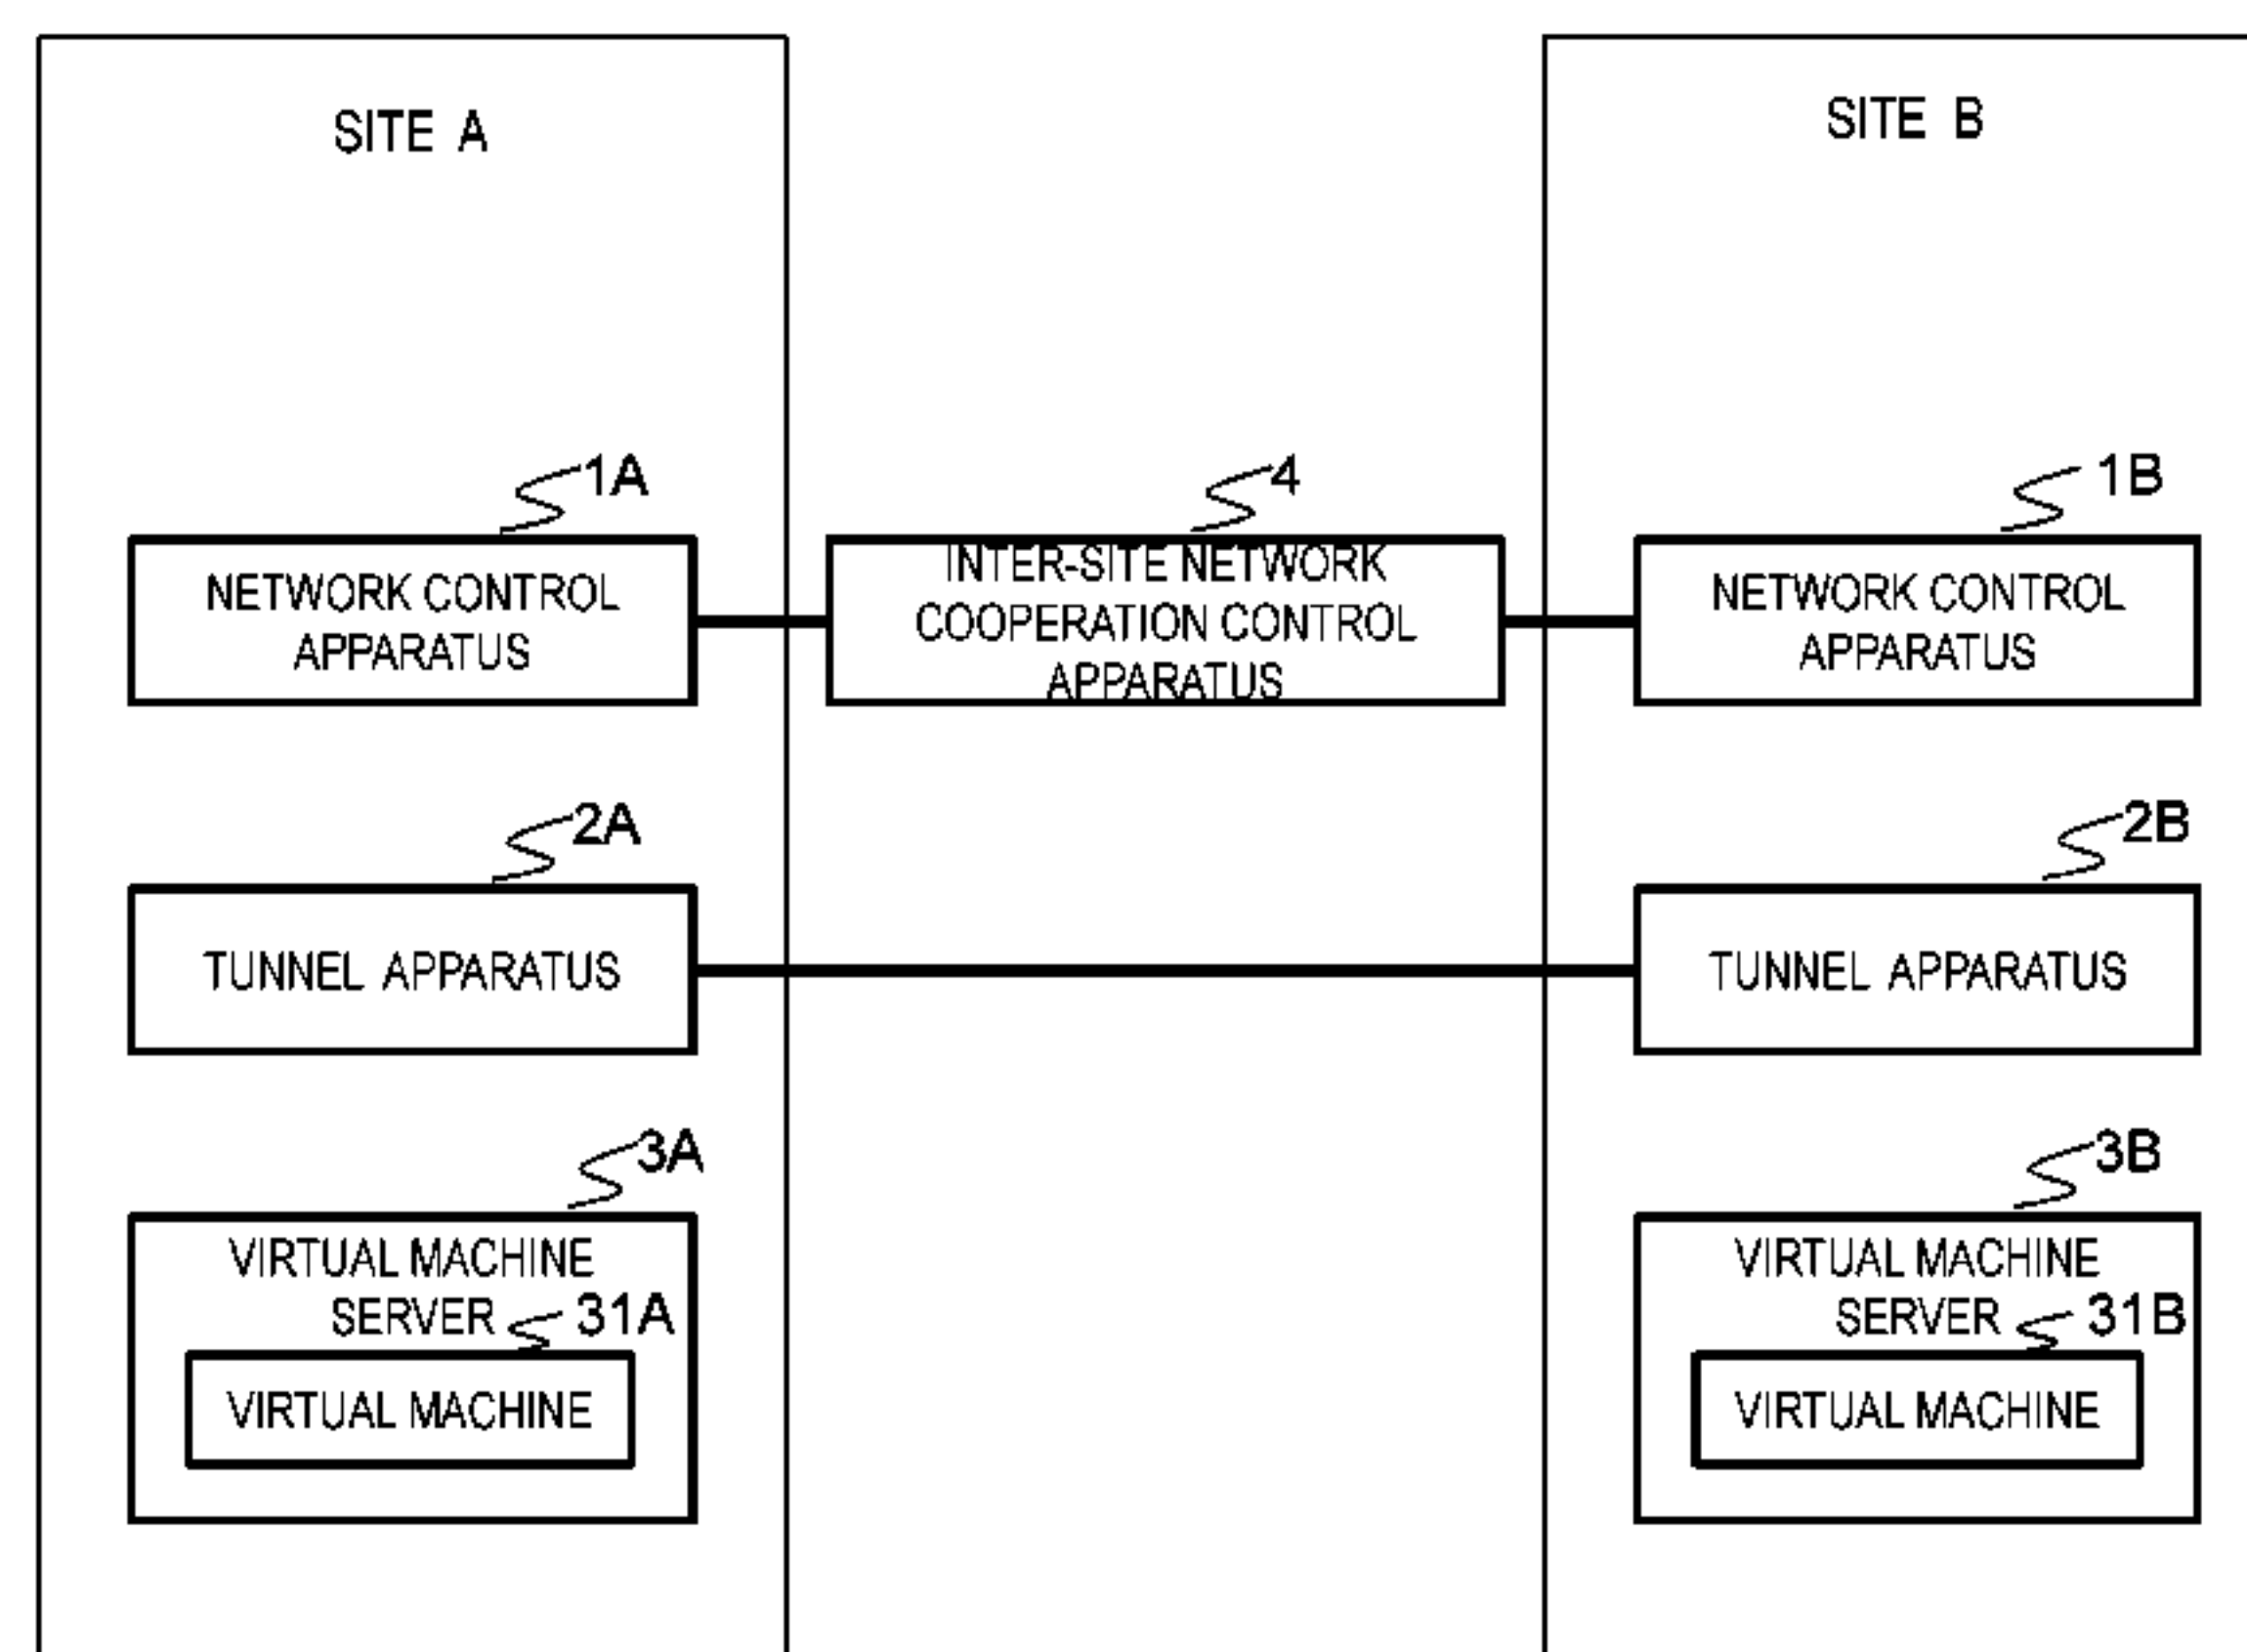 SITE A
SITE B
1A
4
1B
NETWORK CONTROL
APPARATUS
INTER-SITE NETWORK
COOPERATION CONTROL
APPARATUS
NETWORK CONTROL
APPARATUS
2A
2B
TUNNEL APPARATUS
TUNNEL APPARATUS
3A
3B
VIRTUAL MACHINE
SERVER
31A
VIRTUAL MACHINE
VIRTUAL MACHINE
SERVER
31B
VIRTUAL MACHINE